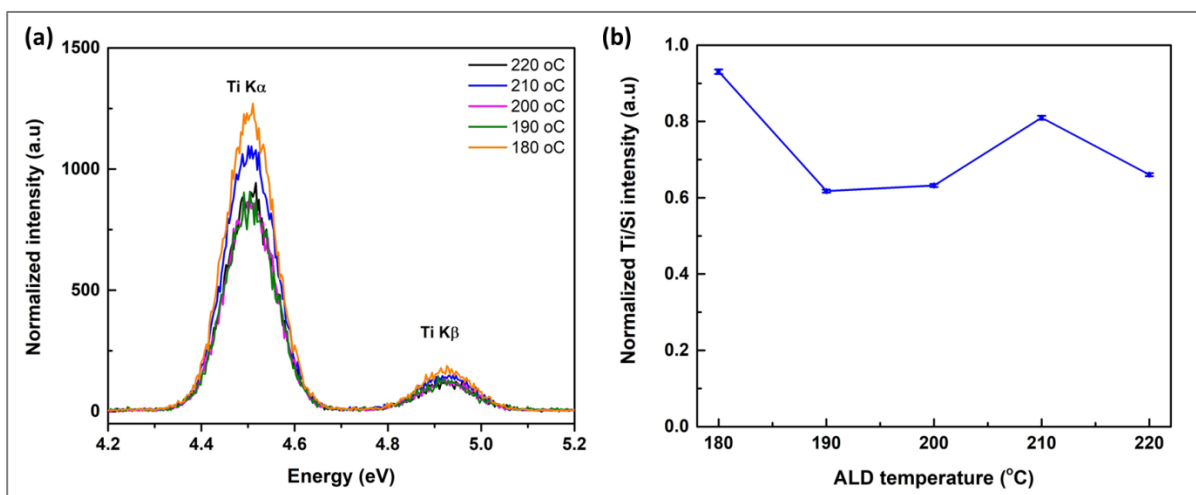 (a)
1500
1000
500
0
Normalized intensity (a.u)
Ti Kα
Ti Kβ
220 oC
210 oC
200 oC
190 oC
180 oC
4.2 4.4 4.6 4.8 5.0 5.2
Energy (eV)
(b)
1.0
0.8
0.6
0.4
0.2
0.0
Normalized Ti/Si intensity (a.u)
180 190 200 210 220
ALD temperature (°C)